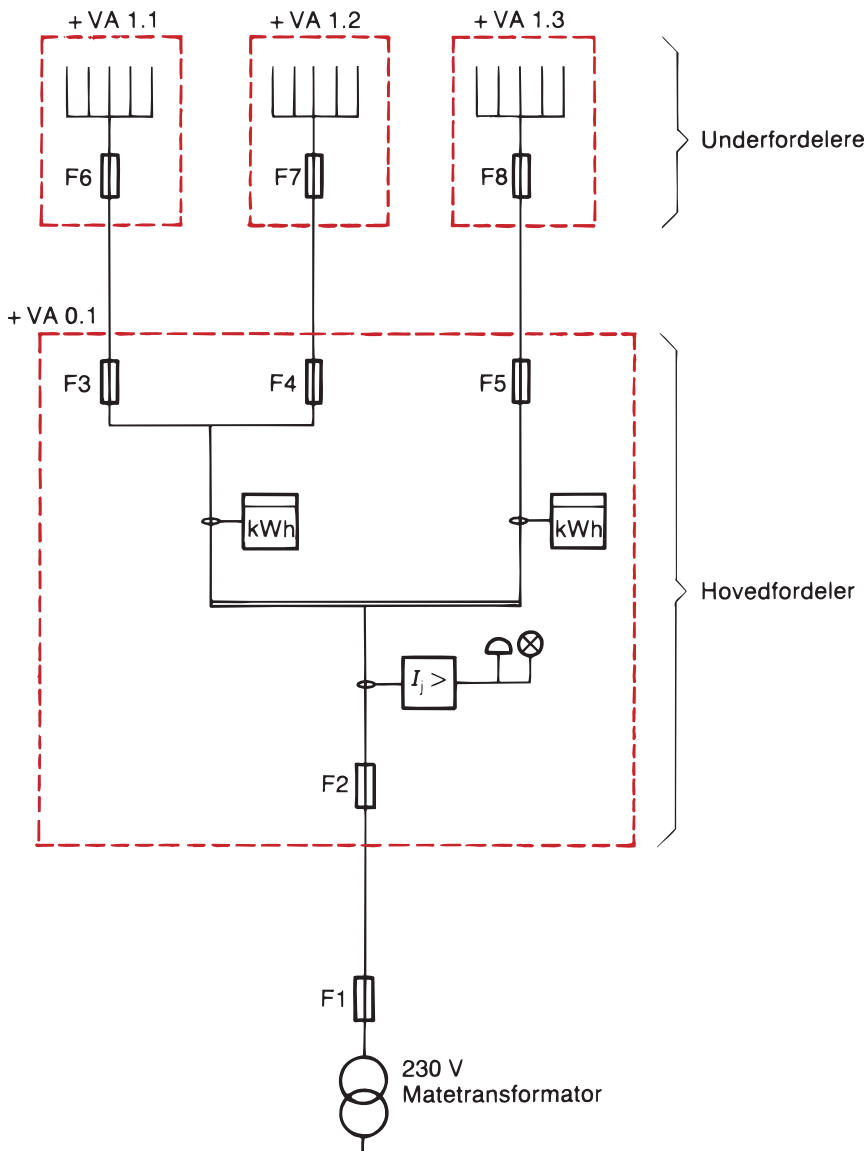 + VA 1.1
+ VA 1.2
+ VA 1.3
F6
F7
F8
Underfordelere
+ VA 0.1
F3
F4
F5
kWh
kWh
Hovedfordeler
Ij >
F2
F1
230 V
Matetransformator